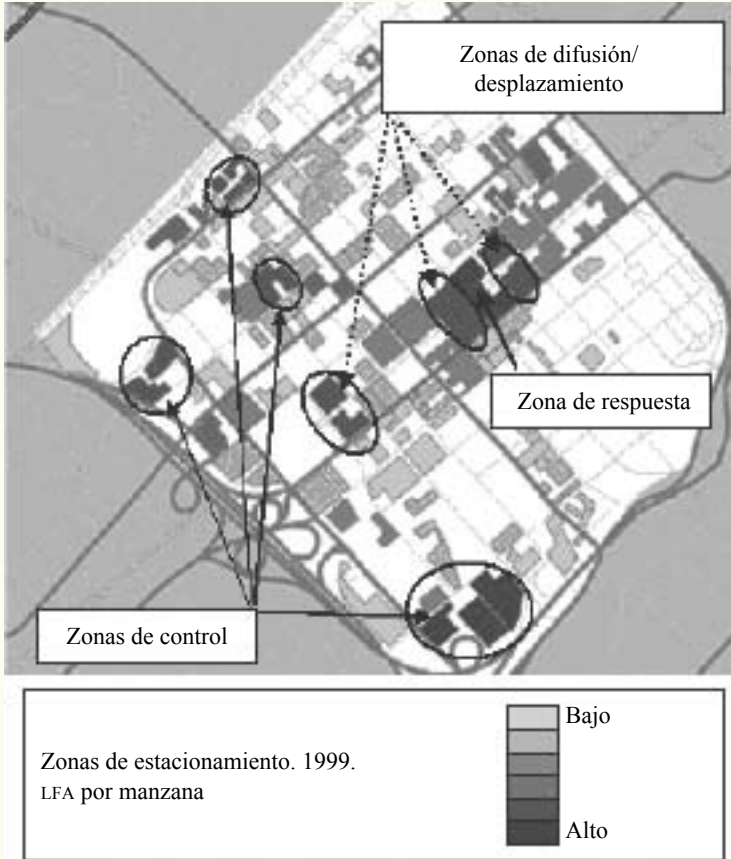 Zonas de difusión/
desplazamiento
Zona de respuesta
Zonas de control
Zonas de estacionamiento. 1999.
LFA por manzana
Bajo
Alto